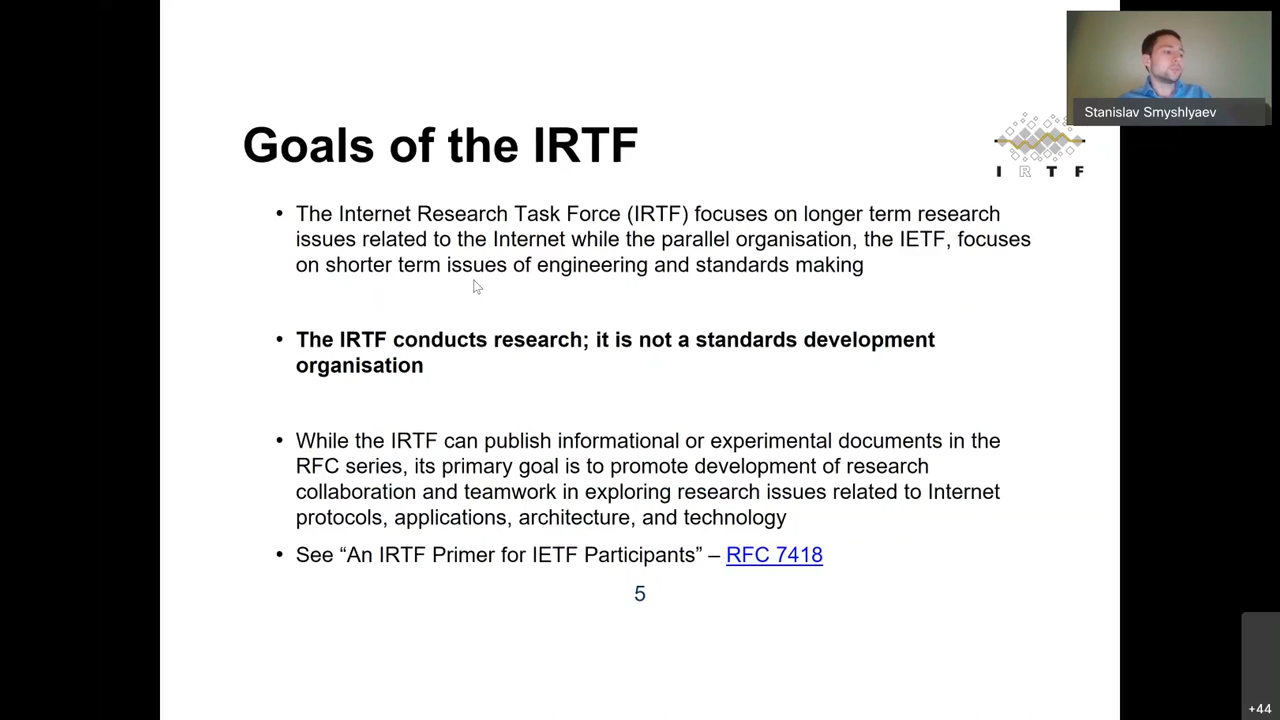 Stanislav Smyshlyaev
Goals of the IRTF
I R T F
• The Internet Research Task Force (IRTF) focuses on longer term research
issues related to the Internet while the parallel organisation, the IETF, focuses
on shorter term issues of engineering and standards making
• The IRTF conducts research; it is not a standards development
organisation
• While the IRTF can publish informational or experimental documents in the
RFC series, its primary goal is to promote development of research
collaboration and teamwork in exploring research issues related to Internet
protocols, applications, architecture, and technology
• See “An IRTF Primer for IETF Participants” – RFC 7418
5
+44